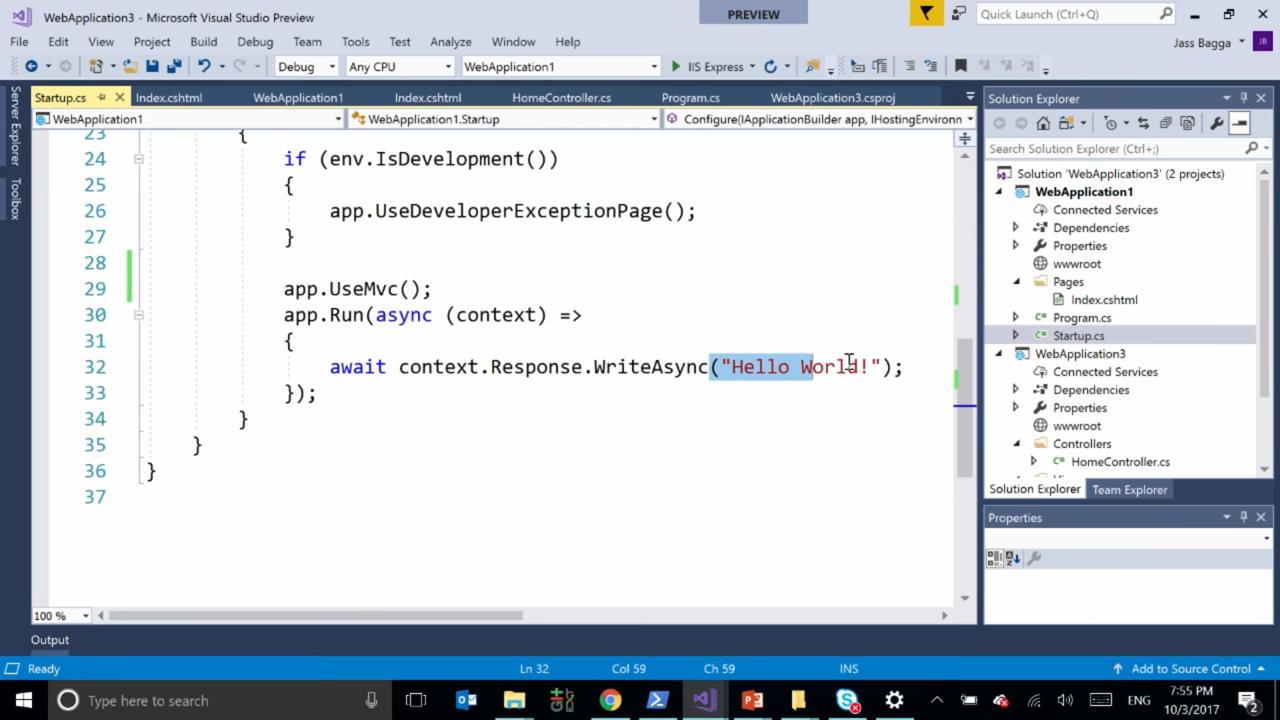 WebApplication3 - Microsoft Visual Studio Preview
PREVIEW
Quick Launch (Ctrl+Q)
File Edit View Project Build Debug Team Tools Test Analyze Window Help
Jass Bagga JB
Debug Any CPU WebApplication1 IIS Express
Server Explorer
Toolbox
Startup.cs Index.cshtml WebApplication1 Index.cshtml HomeController.cs Program.cs WebApplication3.csproj
WebApplication1 WebApplication1.Startup Configure(IApplicationBuilder app, IHostingEnvironn
23 {
24 if (env.IsDevelopment())
25 {
26 app.UseDeveloperExceptionPage();
27 }
28
29 app.UseMvc();
30 app.Run(async (context) =>
31 {
32 await context.Response.WriteAsync("Hello World!");
33 });
34 }
35 }
36 }
37
100 %
Solution Explorer
Search Solution Explorer (Ctrl+;)
Solution 'WebApplication3' (2 projects)
WebApplication1
Connected Services
Dependencies
Properties
wwwroot
Pages
Index.cshtml
Program.cs
Startup.cs
WebApplication3
Connected Services
Dependencies
Properties
wwwroot
Controllers
HomeController.cs
Solution Explorer Team Explorer
Properties
Output
Ready Ln 32 Col 59 Ch 59 INS Add to Source Control
Type here to search
ENG
7:55 PM
10/3/2017
2